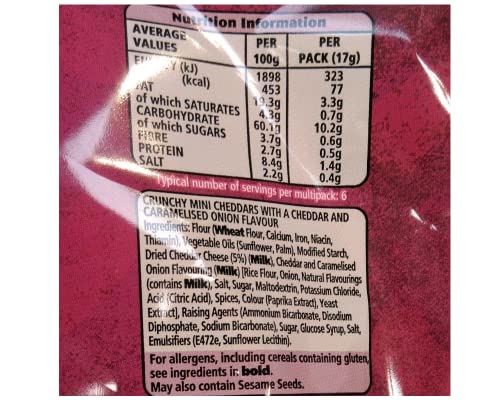 Nutrition Information
AVERAGE VALUES PER 100g PER PACK (17g)
(kJ) 1898 323
(kcal) 453 77
FAT 19.3g 3.3g
of which SATURATES 4.3g 0.7g
CARBOHYDRATE 60.1g 10.2g
of which SUGARS 3.7g 0.6g
FIBRE 2.7g 0.5g
PROTEIN 8.4g 1.4g
SALT 2.2g 0.4g
Typical number of servings per multipack: 6
CRUNCHY MINI CHEDDARS WITH A CHEDDAR AND
CARAMELISED ONION FLAVOUR
Ingredients: Flour (Wheat Flour, Calcium, Iron, Niacin,
Thiamin), Vegetable Oils (Sunflower, Palm), Modified Starch,
Dried Cheddar Cheese (5%) (Milk), Cheddar and Caramelised
Onion Flavouring (Milk) [Rice Flour, Onion, Natural Flavourings
(contains Milk), Salt, Sugar, Maltodextrin, Potassium Chloride,
Acid (Citric Acid), Spices, Colour (Paprika Extract), Yeast
Extract], Raising Agents (Ammonium Bicarbonate, Disodium
Diphosphate, Sodium Bicarbonate), Sugar, Glucose Syrup, Salt,
Emulsifiers (E472e, Sunflower Lecithin).
For allergens, including cereals containing gluten,
see ingredients in bold.
May also contain Sesame Seeds.